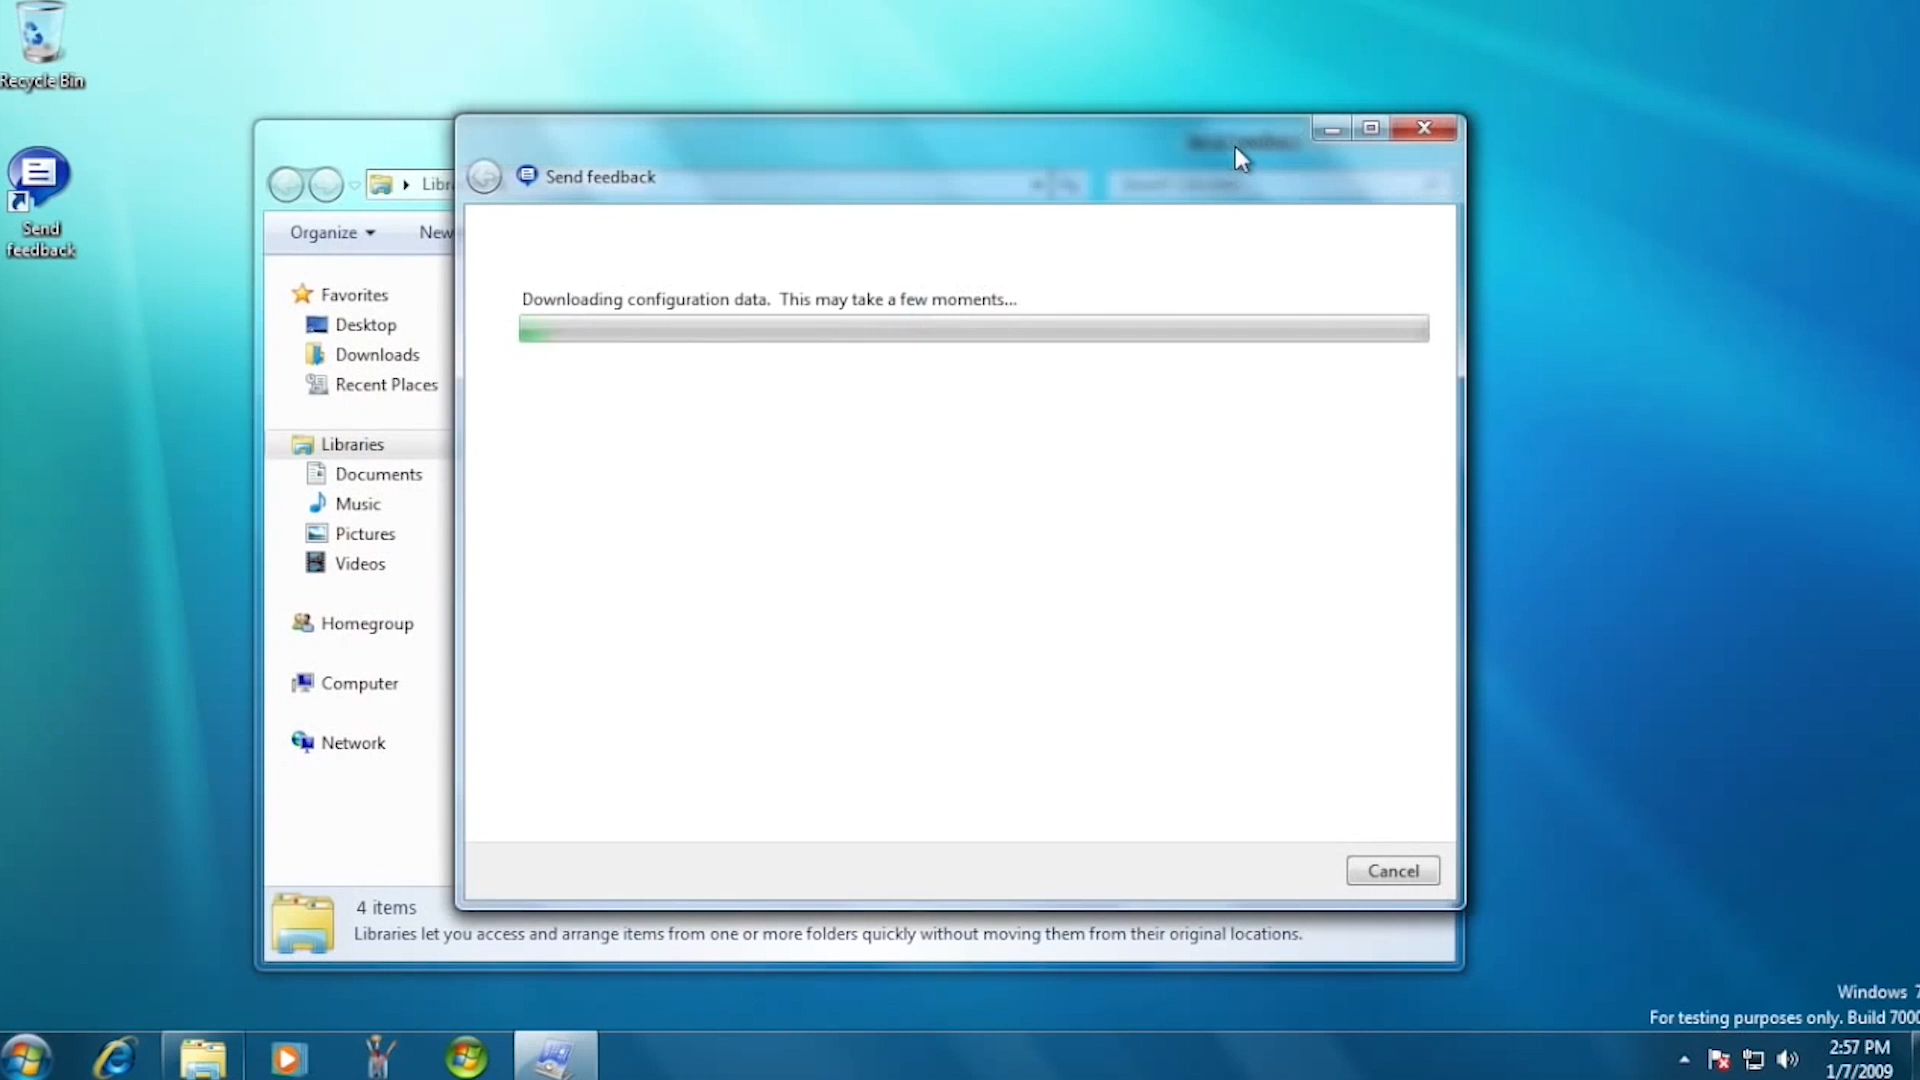 Recycle Bin
Send
feedback
Libr
Send feedback
Organize
New
Favorites
Desktop
Downloads
Recent Places
Libraries
Documents
Music
Pictures
Videos
Homegroup
Computer
Network
Downloading configuration data.  This may take a few moments...
Cancel
4 items
Libraries let you access and arrange items from one or more folders quickly without moving them from their original locations.
Windows 7
For testing purposes only. Build 7000
2:57 PM
1/7/2009